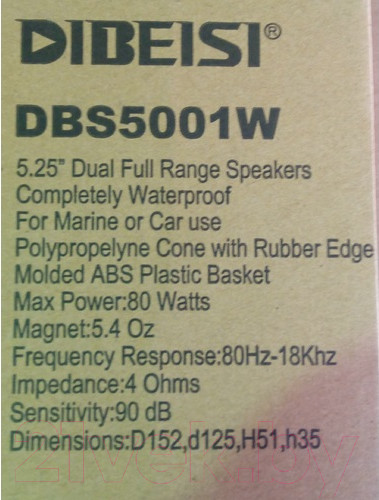 DIBEISI®
DBS5001W
5.25" Dual Full Range Speakers
Completely Waterproof
For Marine or Car use
Polypropelyne Cone with Rubber Edge
Molded ABS Plastic Basket
Max Power:80 Watts
Magnet:5.4 Oz
Frequency Response:80Hz-18Khz
Impedance:4 Ohms
Sensitivity:90 dB
Dimensions:D152,d125,H51,h35